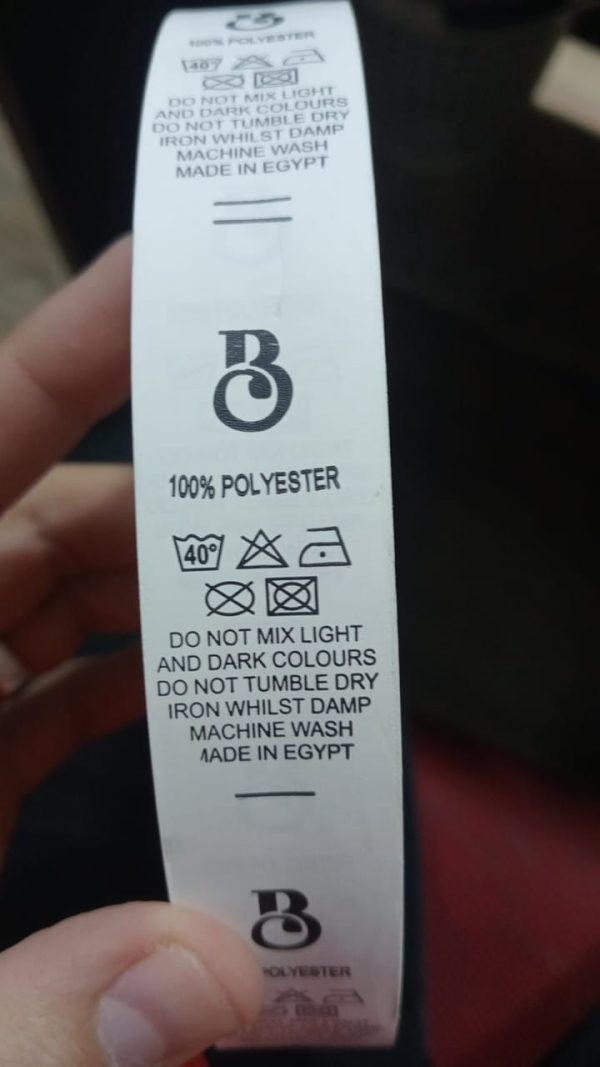 100% POLYESTER
40°
DO NOT MIX LIGHT
AND DARK COLOURS
DO NOT TUMBLE DRY
IRON WHILST DAMP
MACHINE WASH
MADE IN EGYPT
B
100% POLYESTER
40°
DO NOT MIX LIGHT
AND DARK COLOURS
DO NOT TUMBLE DRY
IRON WHILST DAMP
MACHINE WASH
MADE IN EGYPT
B
POLYESTER